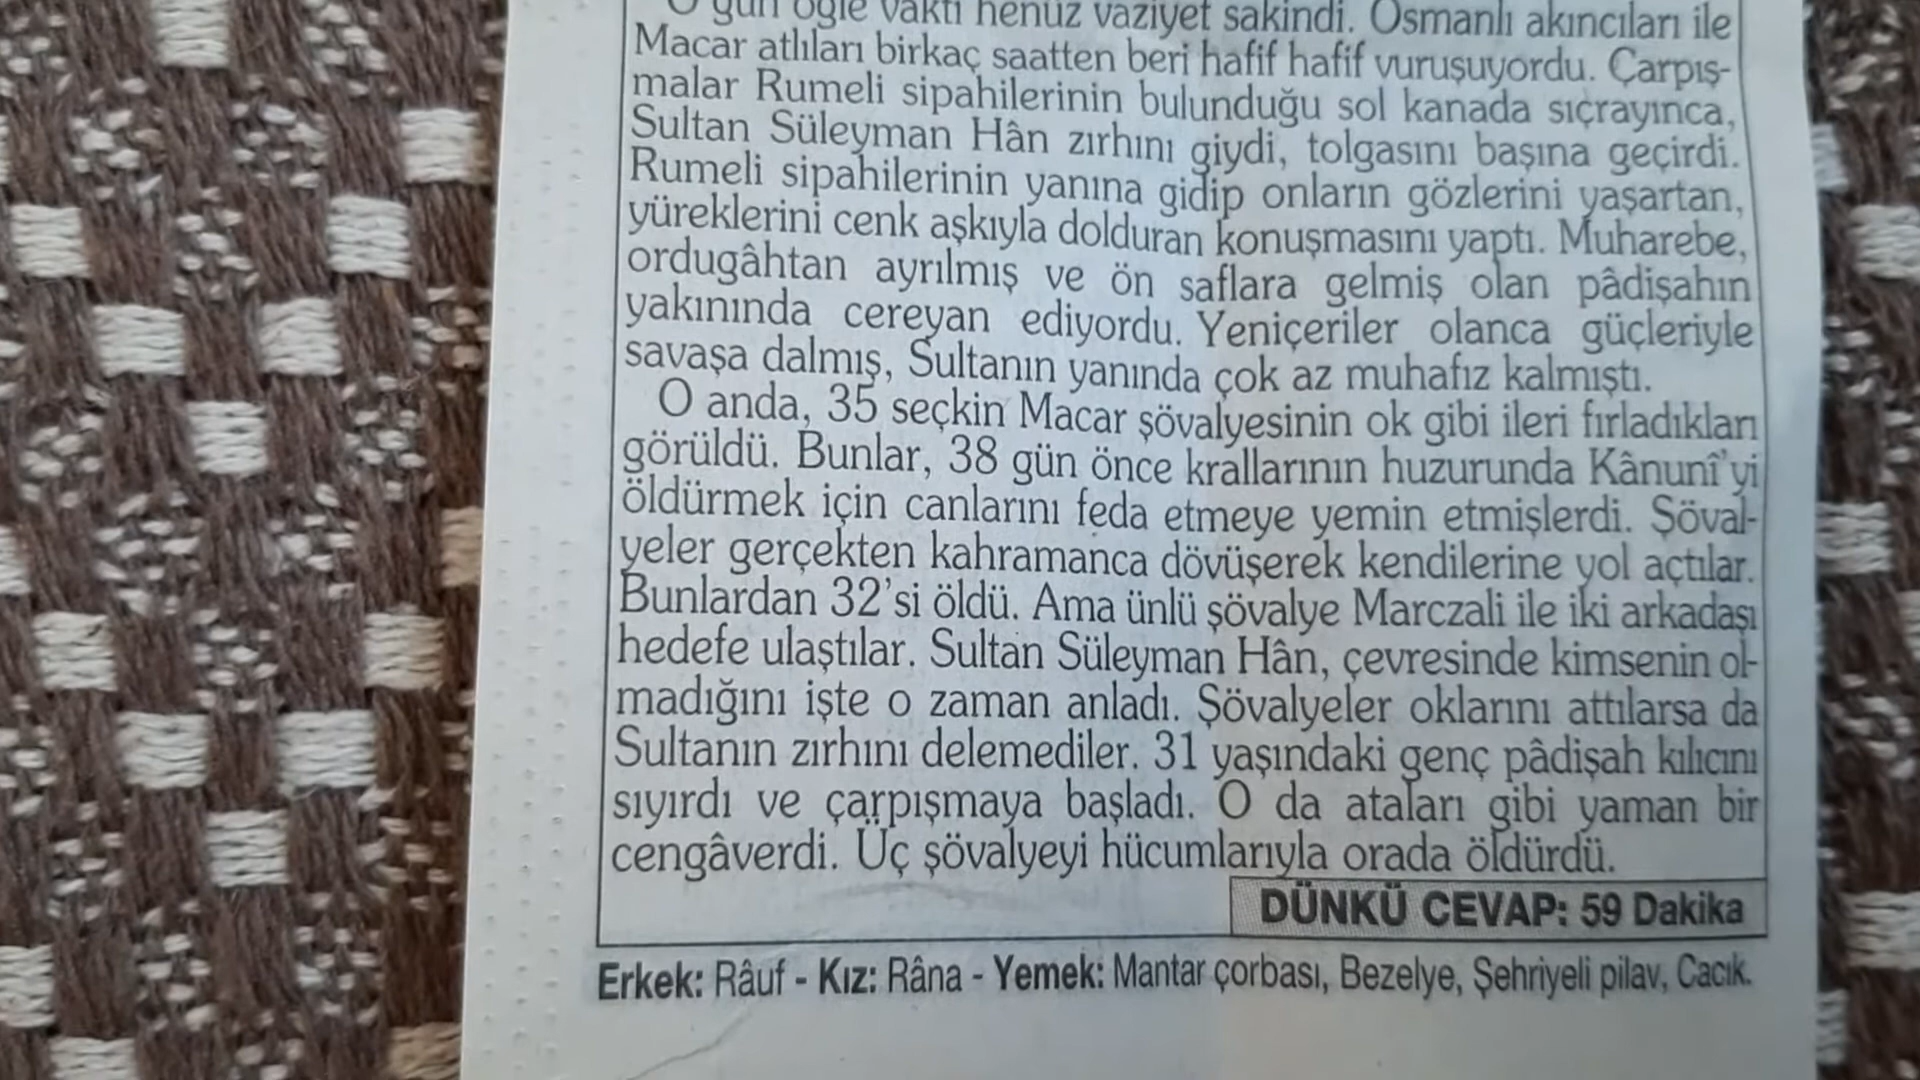 O gün öğle vakti henüz vaziyet sakindi. Osmanlı akıncıları ile
Macar atlıları birkaç saatten beri hafif hafif vuruşuyordu. Çarpış-
malar Rumeli sipahilerinin bulunduğu sol kanada sıçrayınca,
Sultan Süleyman Hân zırhını giydi, tolgasını başına geçirdi.
Rumeli sipahilerinin yanına gidip onların gözlerini yaşartan,
yüreklerini cenk aşkıyla dolduran konuşmasını yaptı. Muharebe,
ordugâhtan ayrılmış ve ön saflara gelmiş olan pâdişahın
yakınında cereyan ediyordu. Yeniçeriler olanca güçleriyle
savaşa dalmış, Sultanın yanında çok az muhafız kalmıştı.
O anda, 35 seçkin Macar şövalyesinin ok gibi ileri fırladıkları
görüldü. Bunlar, 38 gün önce krallarının huzurunda Kânunî'yi
öldürmek için canlarını feda etmeye yemin etmişlerdi. Şöval-
yeler gerçekten kahramanca dövüşerek kendilerine yol açtılar.
Bunlardan 32'si öldü. Ama ünlü şövalye Marczali ile iki arkadaşı
hedefe ulaştılar. Sultan Süleyman Hân, çevresinde kimsenin ol-
madığını işte o zaman anladı. Şövalyeler oklarını attılarsa da
Sultanın zırhını delemediler. 31 yaşındaki genç pâdişah kılıcını
sıyırdı ve çarpışmaya başladı. O da ataları gibi yaman bir
cengâverdi. Üç şövalyeyi hücumlarıyla orada öldürdü.
DÜNKÜ CEVAP: 59 Dakika
Erkek: Râuf - Kız: Râna - Yemek: Mantar çorbası, Bezelye, Şehriyeli pilav, Cacık.